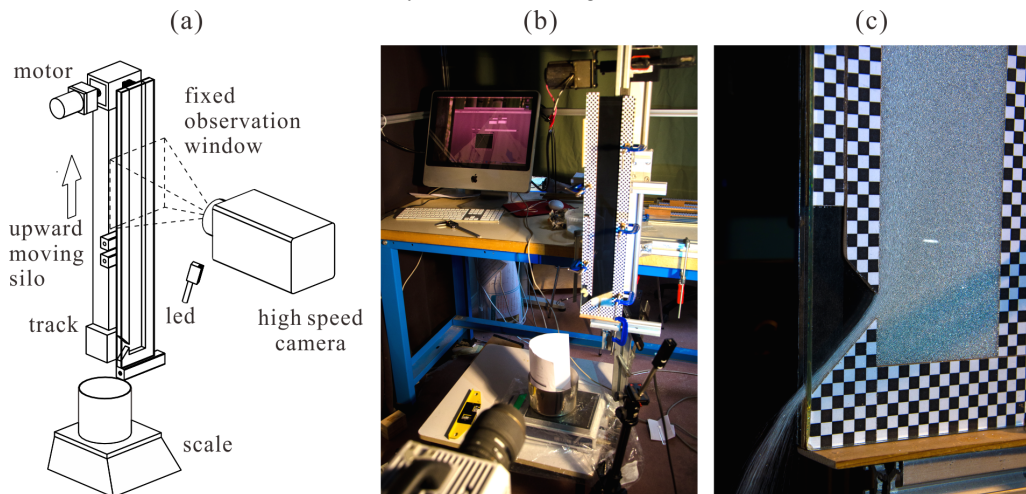 (a)
(b)
(c)
motor
fixed
observation
window
upward
moving
silo
led
track
high speed
camera
scale